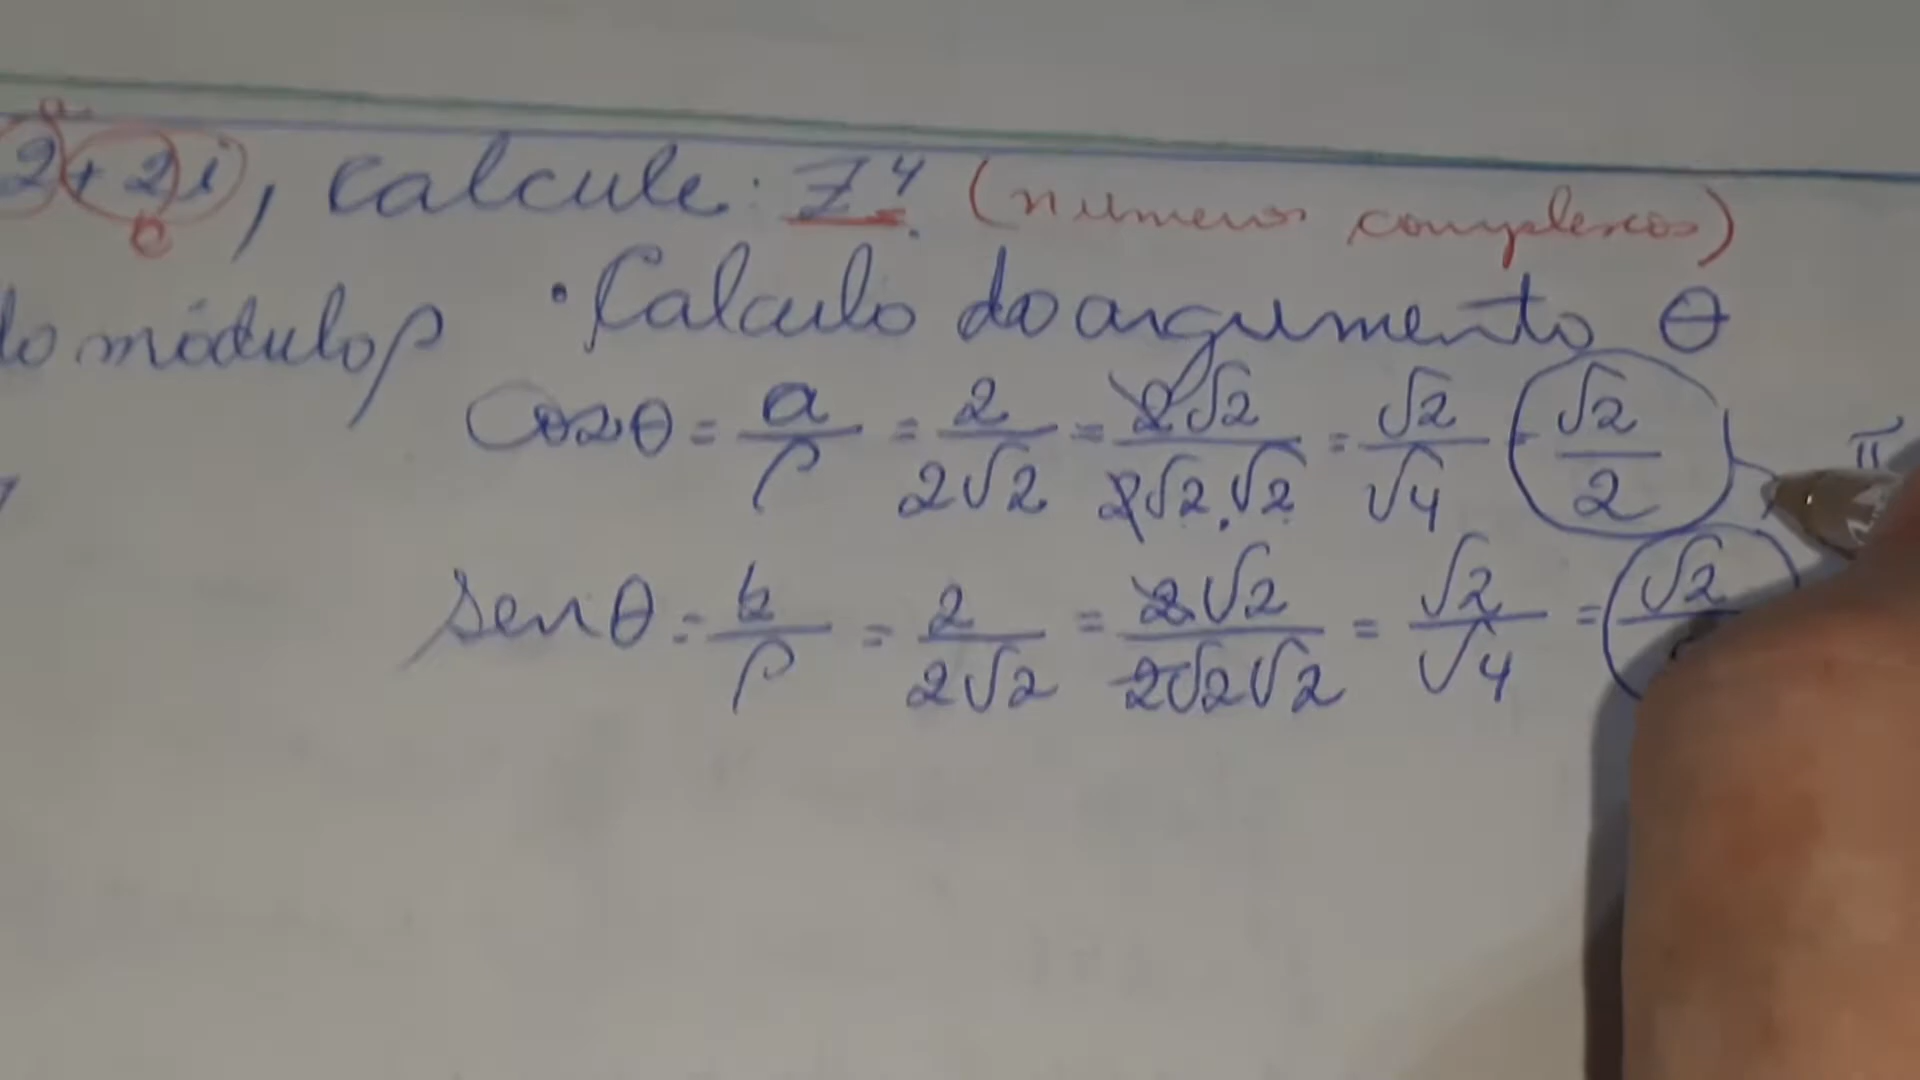 a
2+2i, calcule: Z⁴. (números complexos)
b
do módulo ρ
• Calculo do argumento θ
cos θ = a/ρ = 2/2√2 = 2√2/2√2.√2 = √2/√4 = √2/2 π
sen θ = b/ρ = 2/2√2 = 2√2/2√2√2 = √2/√4 = √2